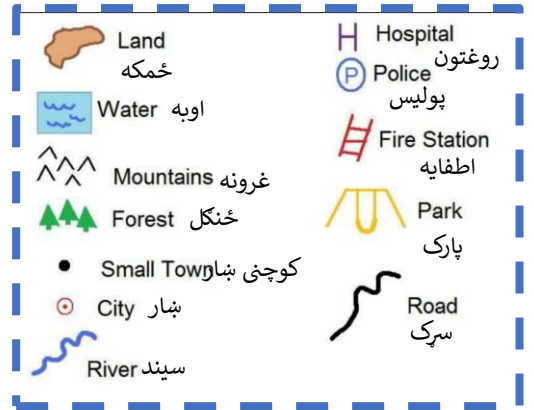 Land
ځمکه
Water اوبه
Mountains غرونه
Forest ځنګل
Small Town کوچنی ښار
City ښار
River سیند
H Hospital
روغتون
P Police
پولیس
Fire Station
اطفایه
Park
پارک
Road
سړک